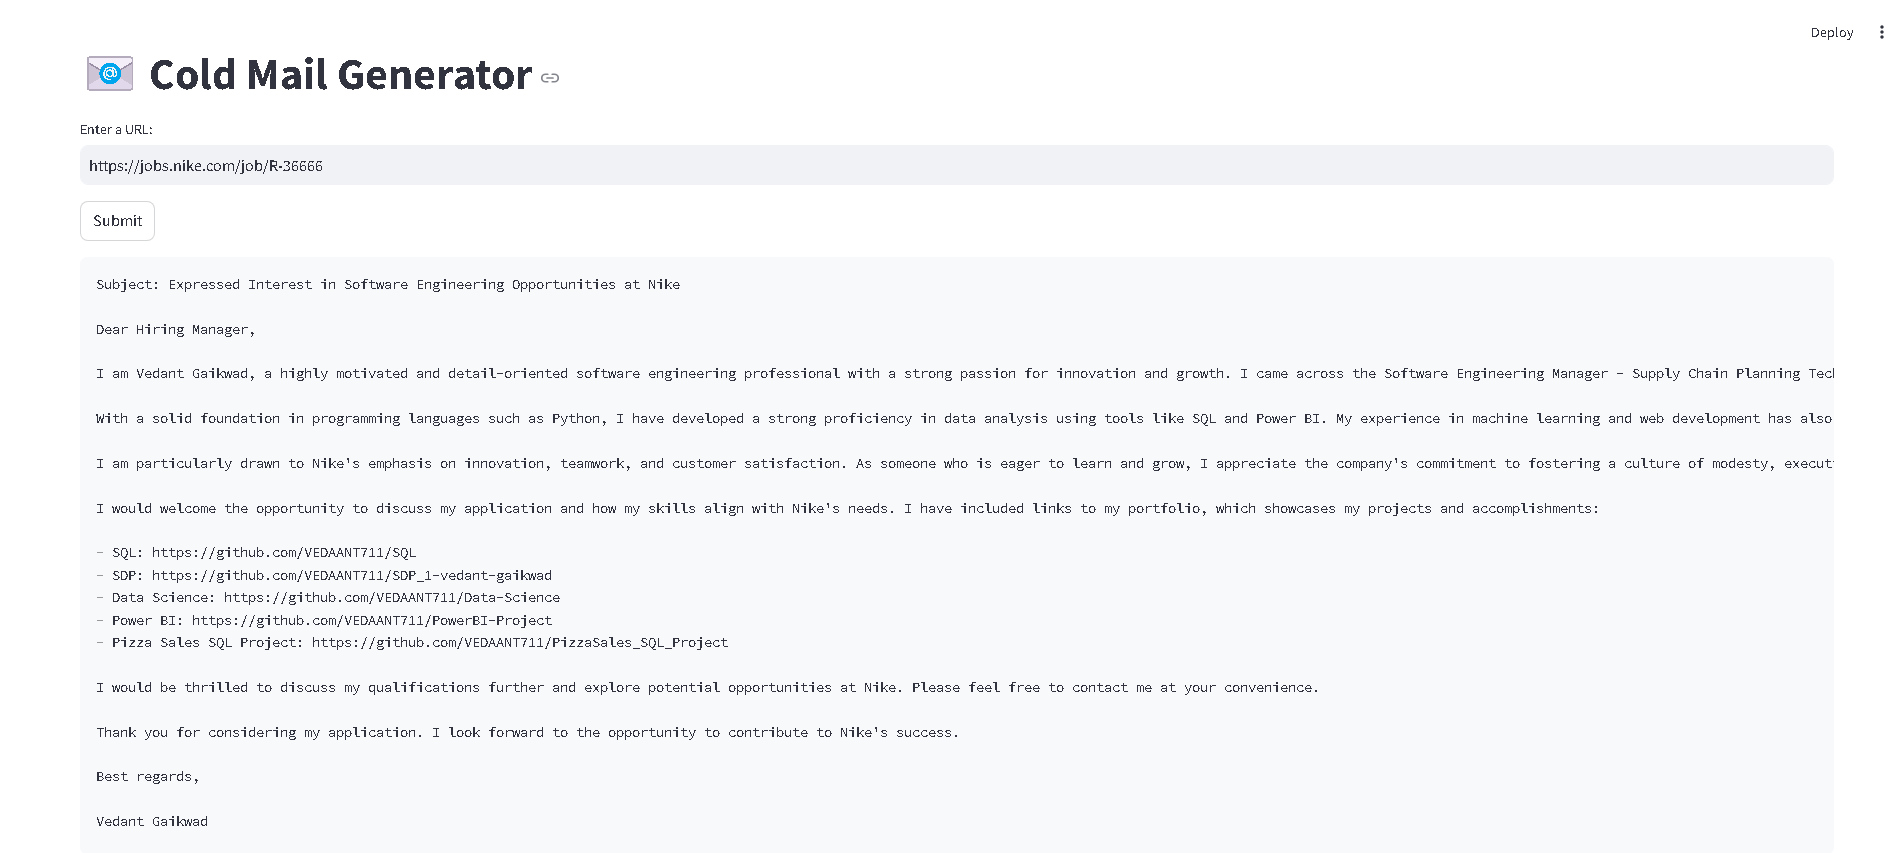 Deploy
Cold Mail Generator
Enter a URL:
https://jobs.nike.com/job/R-36666
Submit
Subject: Expressed Interest in Software Engineering Opportunities at Nike
Dear Hiring Manager,
I am Vedant Gaikwad, a highly motivated and detail-oriented software engineering professional with a strong passion for innovation and growth. I came across the Software Engineering Manager - Supply Chain Planning
With a solid foundation in programming languages such as Python, I have developed a strong proficiency in data analysis using tools like SQL and Power BI. My experience in machine learning and web development has also
I am particularly drawn to Nike's emphasis on innovation, teamwork, and customer satisfaction. As someone who is eager to learn and grow, I appreciate the company's commitment to fostering a culture of modesty,
I would welcome the opportunity to discuss my application and how my skills align with Nike's needs. I have included links to my portfolio, which showcases my projects and accomplishments:
- SQL: https://github.com/VEDAANT711/SQL
- SDP: https://github.com/VEDAANT711/SDP_1-vedant-gaikwad
- Data Science: https://github.com/VEDAANT711/Data-Science
- Power BI: https://github.com/VEDAANT711/PowerBI-Project
- Pizza Sales SQL Project: https://github.com/VEDAANT711/PizzaSales_SQL_Project
I would be thrilled to discuss my qualifications further and explore potential opportunities at Nike. Please feel free to contact me at your convenience.
Thank you for considering my application. I look forward to the opportunity to contribute to Nike's success.
Best regards,
Vedant Gaikwad